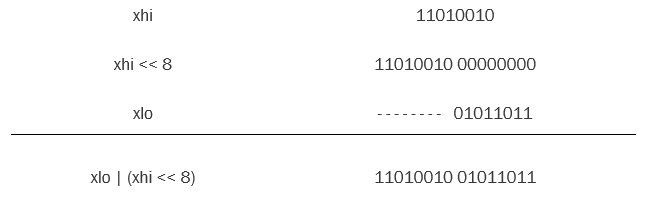 xhi 11010010
xhi << 8 11010010 00000000
xlo -------- 01011011
xlo | (xhi << 8) 11010010 01011011